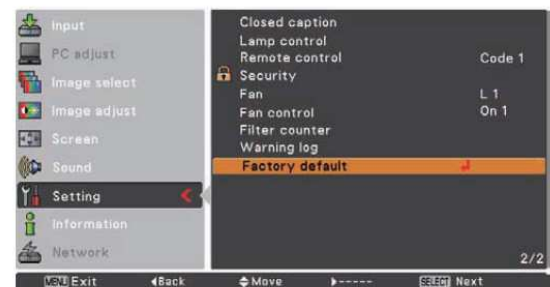 Input
PC adjust
Image select
Image adjust
Screen
Sound
Setting
Information
Network
Closed caption
Lamp control
Remote control Code 1
Security
Fan L 1
Fan control On 1
Filter counter
Warning log
Factory default
2/2
MENU Exit Back Move ----- SELECT Next